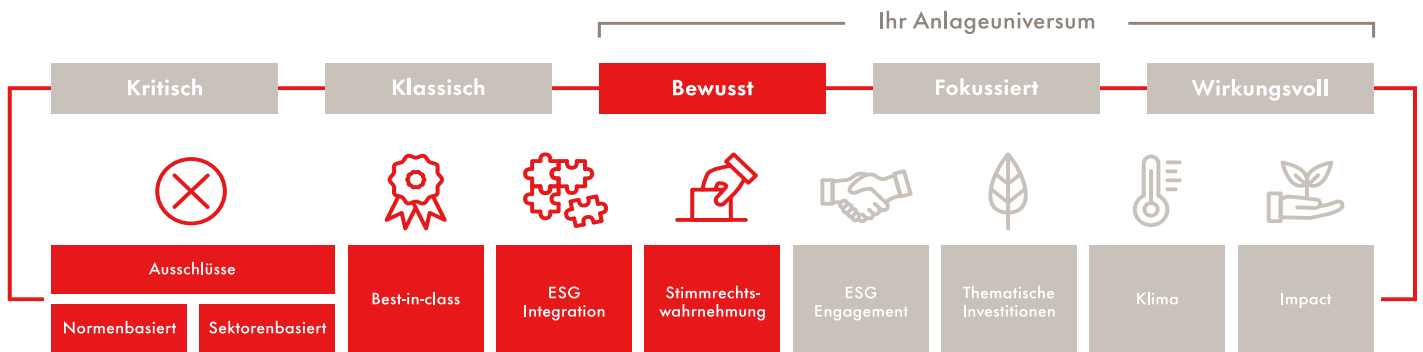 Ihr Anlageuniversum
Kritisch
Klassisch
Bewusst
Fokussiert
Wirkungsvoll
Ausschlüsse
Normenbasiert
Sektorenbasiert
Best-in-class
ESG
Integration
Stimmrechts-
wahrnehmung
ESG
Engagement
Thematische
Investitionen
Klima
Impact